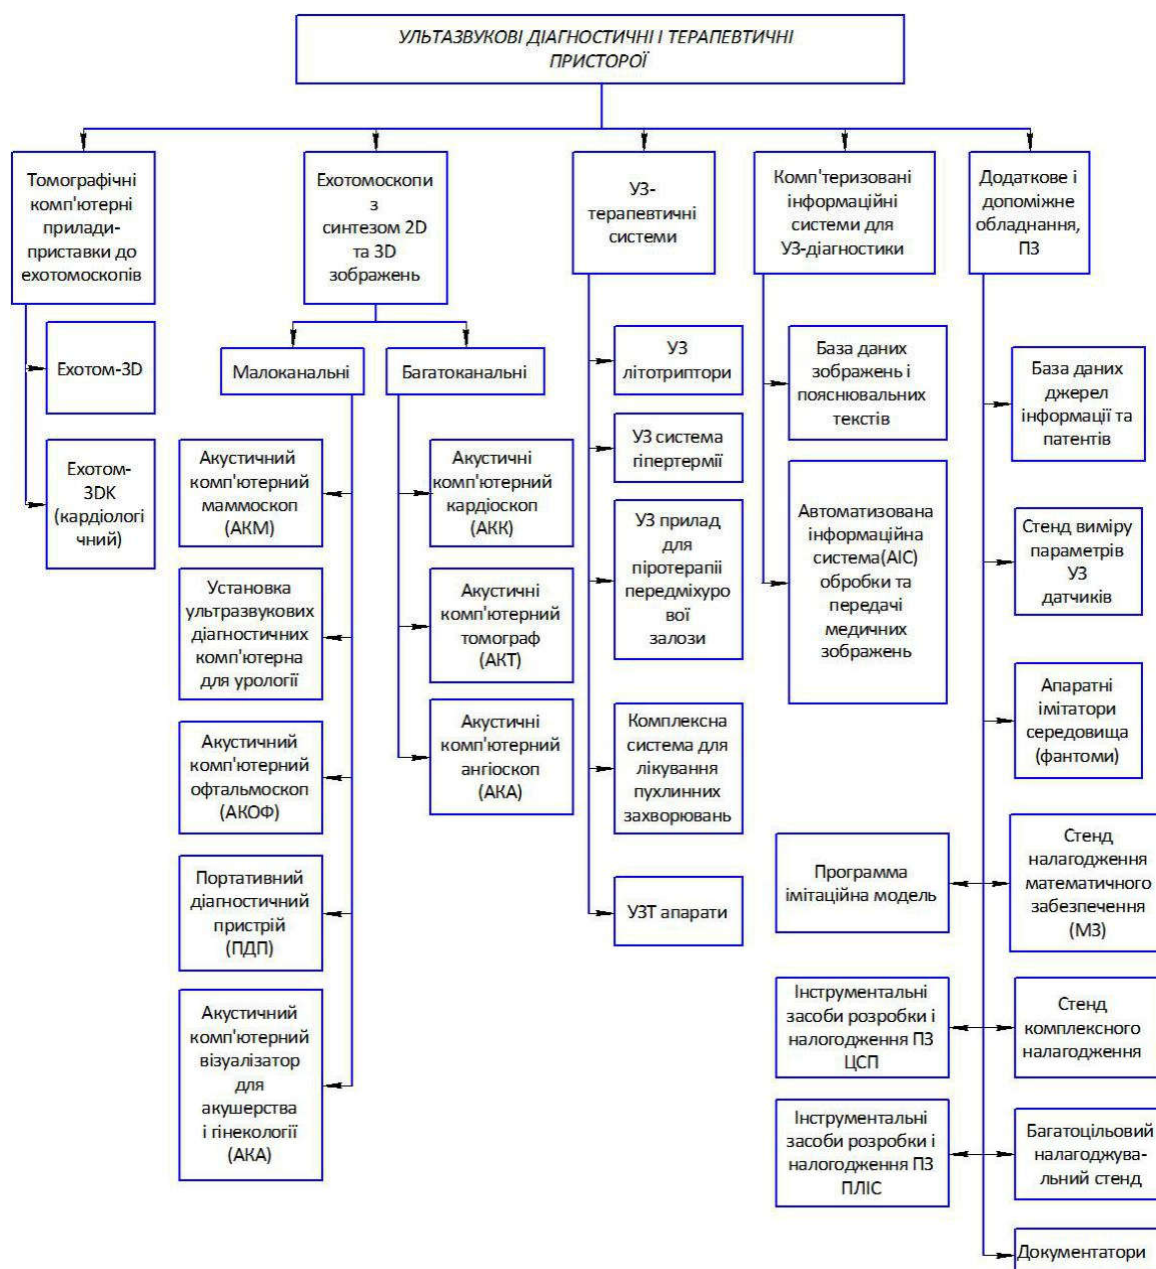 УЛЬТАЗВУКОВІ ДІАГНОСТИЧНІ І ТЕРАПЕВТИЧНІ
ПРИСТОРОЇ
Томографічні
комп'ютерні
прилади-
приставки до
ехотомоскопів
Ехотом-3D
Ехотом-
3DК
(кардіологі
чний)
Ехотомоскопи
з
синтезом 2D
та 3D
зображень
Малоканальні
Багатоканальні
Акустичний
комп'ютерний
маммоскоп
(АКМ)
Установка
ультразвукових
діагностичних
комп'ютерна
для урології
Акустичний
комп'ютерний
офтальмоскоп
(АКОФ)
Портативний
діагностичний
пристрій
(ПДП)
Акустичний
комп'ютерний
візуалізатор
для
акушерства
і гінекології
(АКА)
Акустичні
комп'ютерний
кардіоскоп
(АКК)
Акустичні
комп'ютерний
томограф
(АКТ)
Акустичні
комп'ютерний
ангіоскоп
(АКА)
УЗ-
терапевтичні
системи
УЗ
літотриптори
УЗ система
гіпертермії
УЗ прилад
для
піротерапії
передміхуро
вої
залози
Комплексна
система для
лікування
пухлинних
захворювань
УЗТ апарати
Комп'теризовані
інформаційні
системи для
УЗ-діагностики
База даних
зображень і
пояснювальних
текстів
Автоматизована
інформаційна
система(АІС)
обробки та
передачі
медичних
зображень
Додаткове і
допоміжне
обладнання,
ПЗ
База даних
джерел
інформації та
патентів
Стенд виміру
параметрів
УЗ
датчиків
Апаратні
імітатори
середовища
(фантоми)
Программа
імітаційна модель
Стенд
налагодження
математичного
забезпечення
(МЗ)
Інструментальні
засоби розробки і
налогодження ПЗ
ЦСП
Стенд
комплексного
налагодження
Інструментальні
засоби розробки і
налогодження ПЗ
ПЛІС
Багатоцільовий
налагоджува-
льний стенд
Документатори